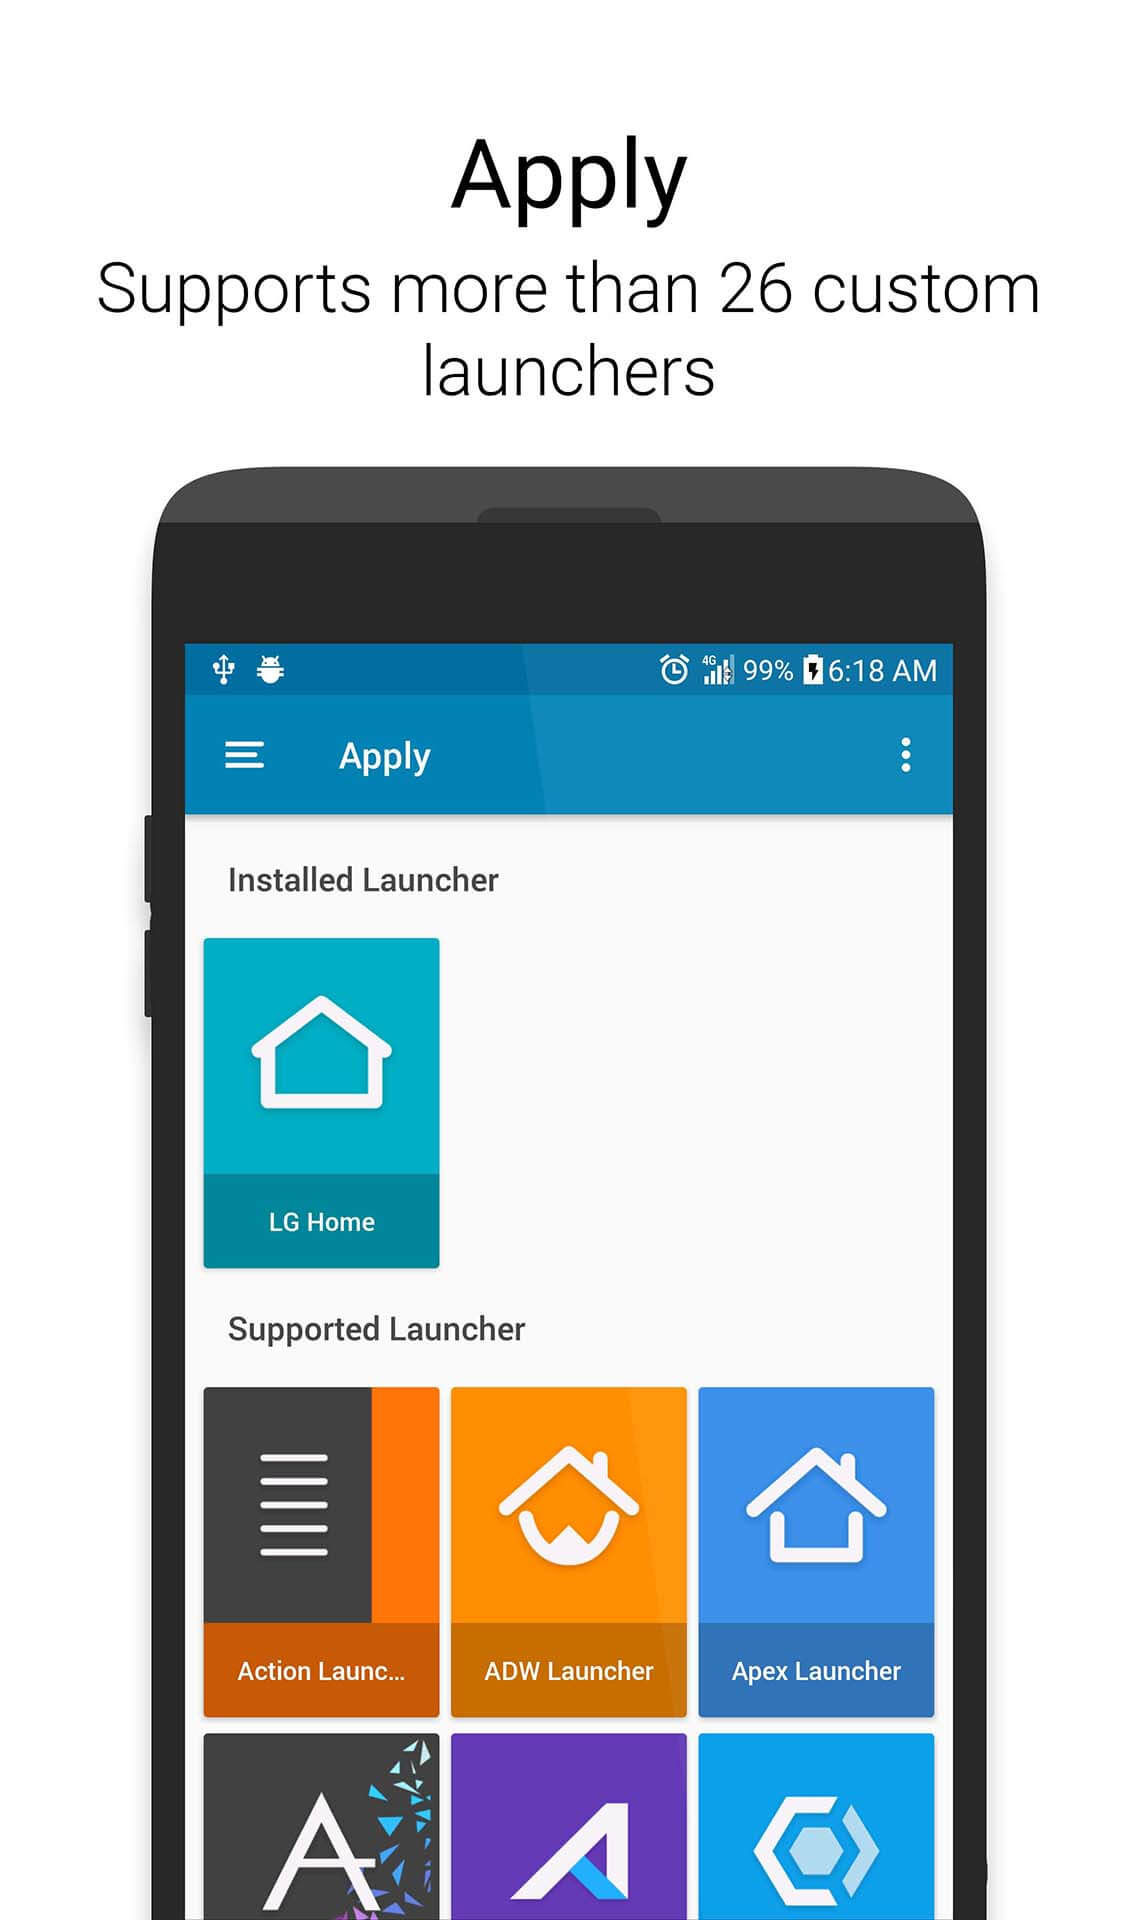 Apply
Supports more than 26 custom
launchers
4G 99% 6:18 AM
Apply
Installed Launcher
LG Home
Supported Launcher
Action Launc...
ADW Launcher
Apex Launcher